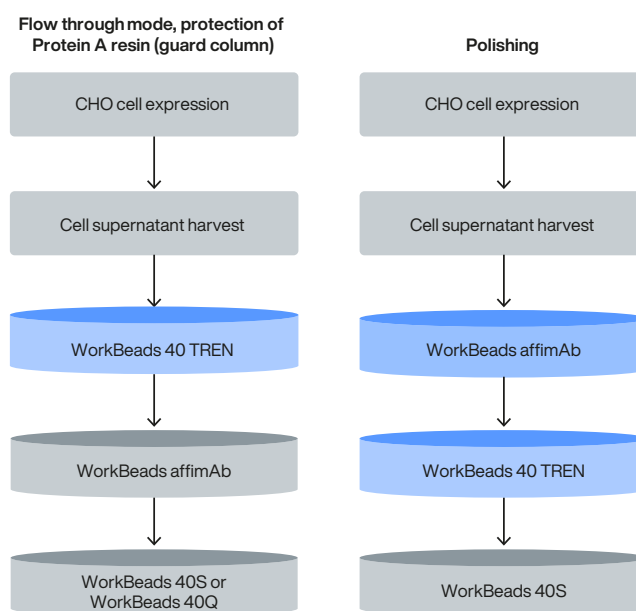 Flow through mode, protection of
Protein A resin (guard column)
CHO cell expression
Cell supernatant harvest
WorkBeads 40 TREN
WorkBeads affimAb
WorkBeads 40S or
WorkBeads 40Q
Polishing
CHO cell expression
Cell supernatant harvest
WorkBeads affimAb
WorkBeads 40 TREN
WorkBeads 40S